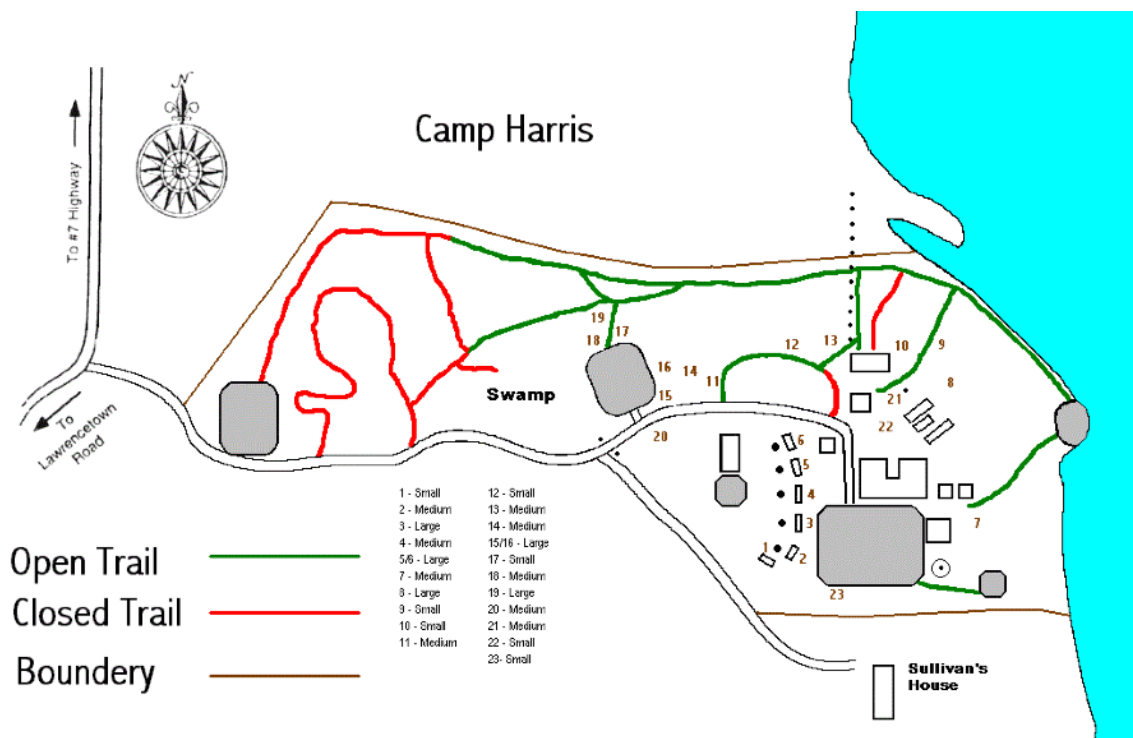 N
Camp Harris
To #7 Highway
To
Lawrencetown
Road
19
17
18
16
14
15
11
12
13
10
9
8
21
22
20
Swamp
6
5
4
3
1
2
7
23
1 - Small
2 - Medium
3 - Large
4 - Medium
5/6 - Large
7 - Medium
8 - Large
9 - Small
10 - Small
11 - Medium
12 - Small
13 - Medium
14 - Medium
15/16 - Large
17 - Small
18 - Medium
19 - Large
20 - Medium
21 - Medium
22 - Small
23- Small
Open Trail
Closed Trail
Boundery
Sullivan's
House